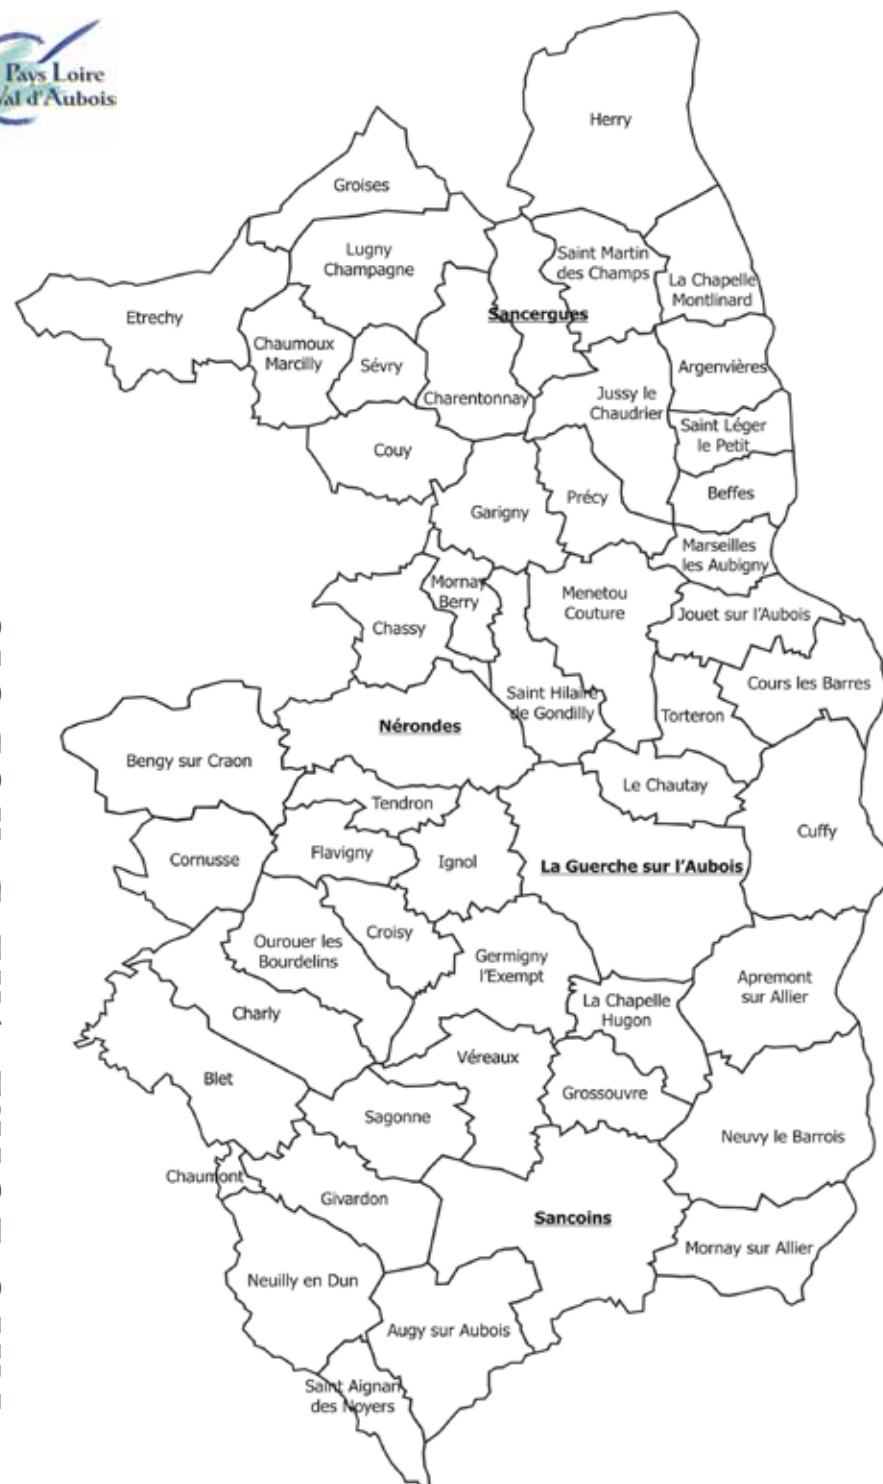 Pays Loire
Val d'Aubois
Herry
Groises
Lugny
Champagne
Saint Martin
des Champs
La Chapelle
Montlinard
Etrechy
Sancergues
Chaumoux
Marcilly
Sévry
Charentonnay
Jussy le
Chaudrier
Argenvières
Saint Léger
le Petit
Couy
Beffes
Garigny
Précy
Marseilles
les Aubigny
Mornay
Berry
Menetou
Couture
Chassy
Jouet sur l'Aubois
Saint Hilaire
de Gondilly
Cours les Barres
Torteron
Nérondes
Bengy sur Craon
Le Chautay
Tendron
Cuffy
Cornusse
Flavigny
Ignol
La Guerche sur l'Aubois
Ourouer les
Bourdelins
Croisy
Germigny
l'Exempt
Apremont
sur Allier
La Chapelle
Hugon
Charly
Véreaux
Blet
Grossouvre
Sagonne
Neuvy le Barrois
Chaumont
Givardon
Sancoins
Mornay sur Allier
Neuilly en Dun
Augy sur Aubois
Saint Aignan
des Noyers